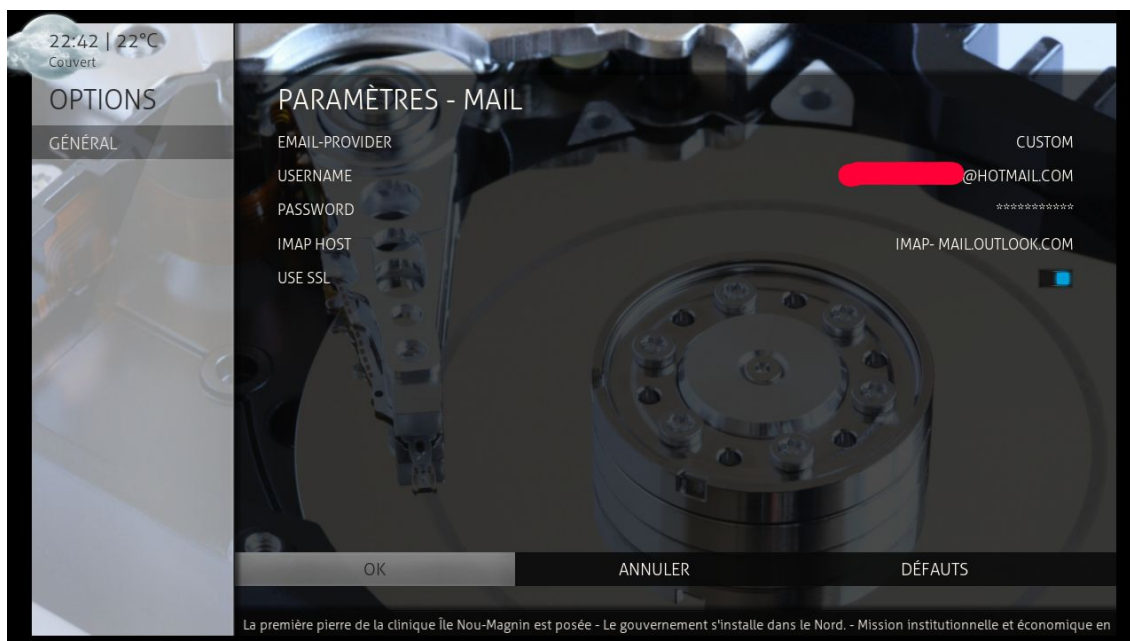 22:42 | 22°C
Couvert
OPTIONS
GÉNÉRAL
PARAMÈTRES - MAIL
EMAIL-PROVIDER CUSTOM
USERNAME @HOTMAIL.COM
PASSWORD ***********
IMAP HOST IMAP- MAIL.OUTLOOK.COM
USE SSL
OK ANNULER DÉFAUTS
La première pierre de la clinique Île Nou-Magnin est posée - Le gouvernement s'installe dans le Nord. - Mission institutionnelle et économique en